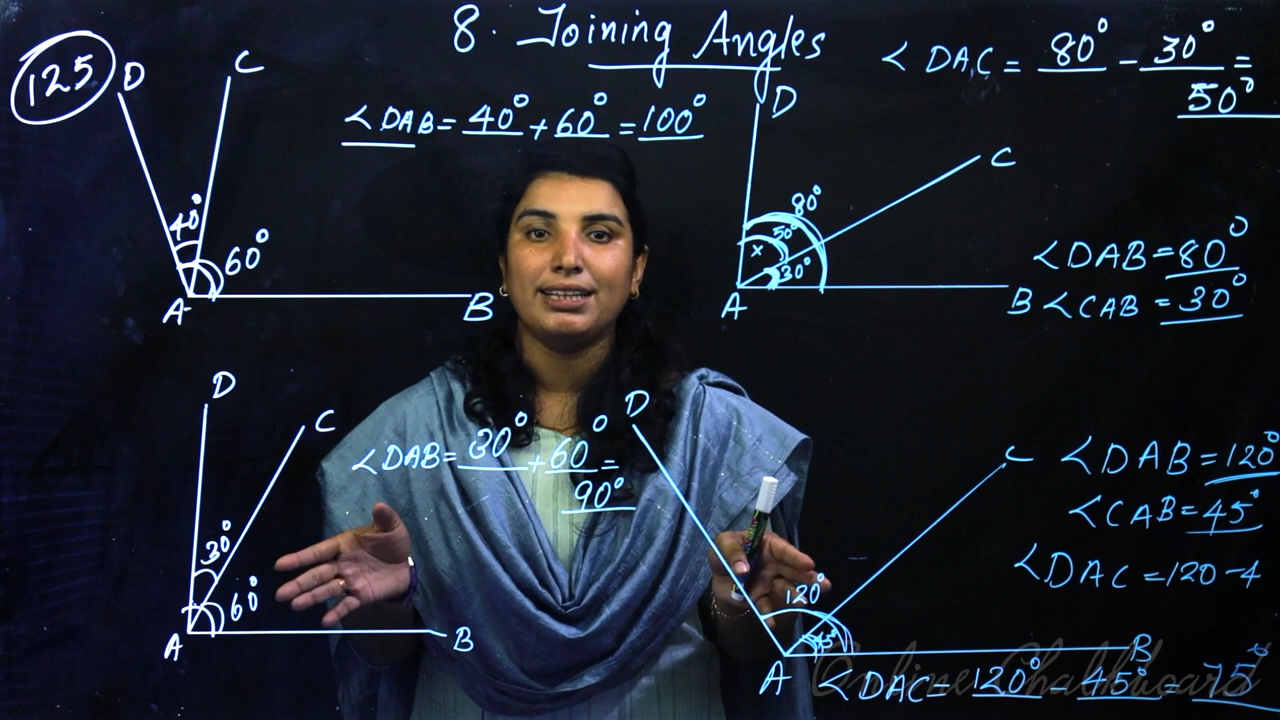 8. Joining Angles
125
D
C
40°
60°
A
B
<DAB= 40° + 60° = 100°
<DAC = 80° - 30° =
50°
D
C
80°
50°
x
30°
A
B
<DAB= 80°
<CAB = 30°
D
C
30°
60°
A
B
<DAB= 30° + 60° =
90°
D
C
120°
45°
A
B
<DAB= 120°
<CAB= 45°
<DAC =120-4
<DAC= 120° - 45° = 75°
Online Chalkboard